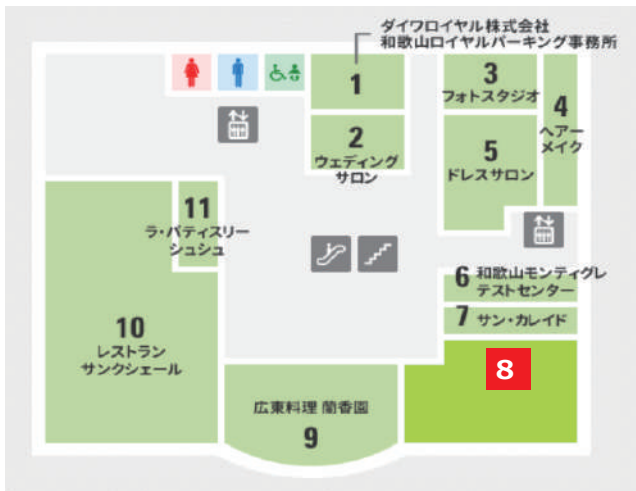 ダイワロイヤル株式会社
和歌山ロイヤルパーキング事務所
1
2
ウェディング
サロン
3
フォトスタジオ
4
ヘアー
メイク
5
ドレスサロン
11
ラ・パティスリー
シュシュ
6 和歌山モンティグレ
テストセンター
7 サン・カレイド
10
レストラン
サンクシェール
8
広東料理 蘭香園
9